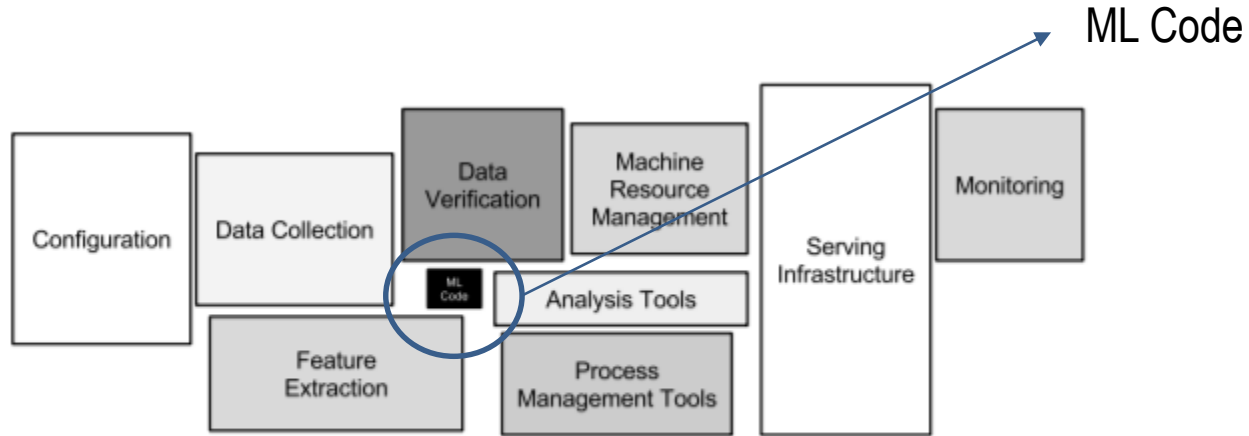 ML Code
Configuration
Data Collection
Data
Verification
Machine
Resource
Management
Serving
Infrastructure
Monitoring
ML
Code
Analysis Tools
Feature
Extraction
Process
Management Tools